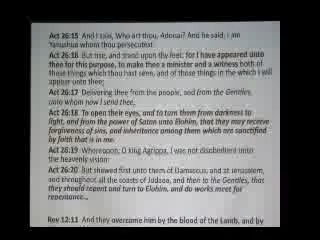 Act 26:15 And I said, Who art thou, Adonai? And he said, I am
Yahushua whom thou persecutest
Act 26:16 But rise, and stand upon thy feet: for I have appeared unto
thee for this purpose, to make thee a minister and a witness both of
those things which thou hast seen, and of those things in the which I will
appear unto thee;
Act 26:17 Delivering thee from the people, and from the Gentiles,
unto whom now I send thee,
Act 26:18 To open their eyes, and to turn them from darkness to
light, and from the power of Satan unto Elohim, that they may receive
forgiveness of sins, and inheritance among them which are sanctified
by faith that is in me.
Act 26:19 Whereupon, O king Agrippa, I was not disobedient unto
the heavenly vision:
Act 26:20 But shewed first unto them of Damascus, and at Jerusalem,
and throughout all the coasts of Judaea, and then to the Gentiles, that
they should repent and turn to Elohim, and do works meet for
repentance...
Rev 12:11 And they overcame him by the blood of the Lamb, and by